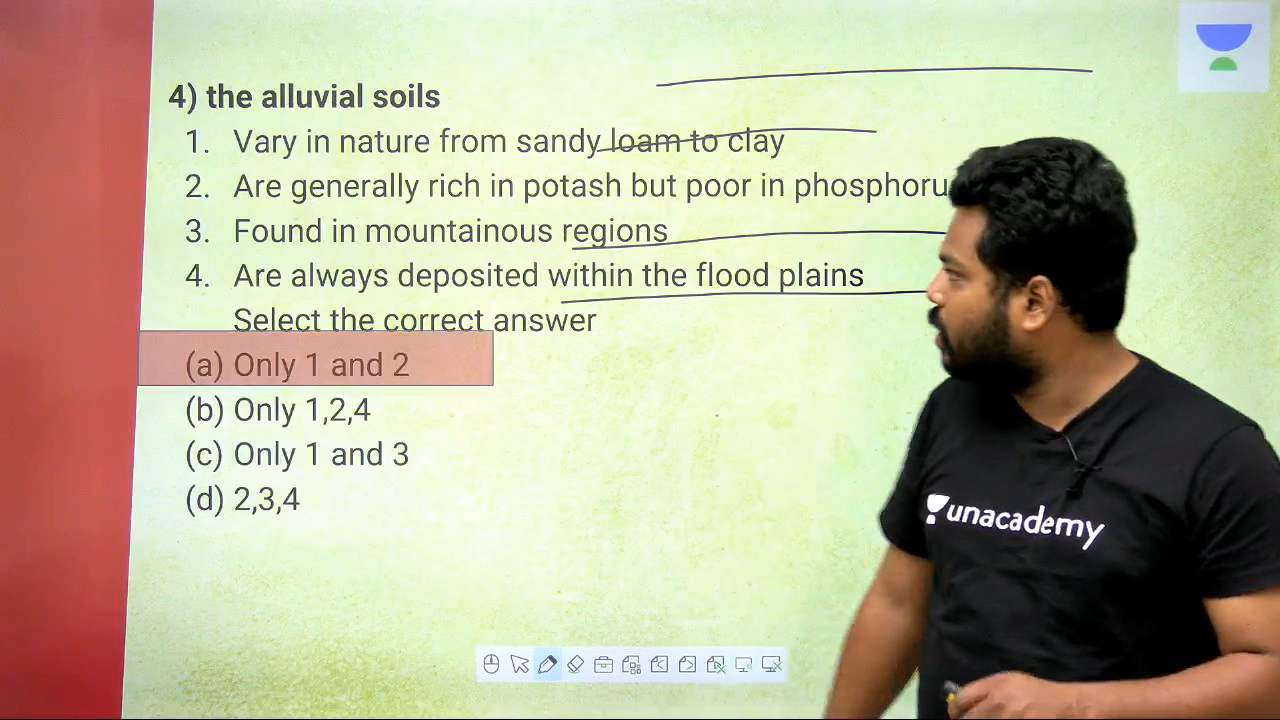 4) the alluvial soils
1. Vary in nature from sandy loam to clay
2. Are generally rich in potash but poor in
3. Found in mountainous regions
4. Are always deposited within the flood plains
Select the correct answer
(a) Only 1 and 2
(b) Only 1,2,4
(c) Only 1 and 3
(d) 2,3,4
unacademy